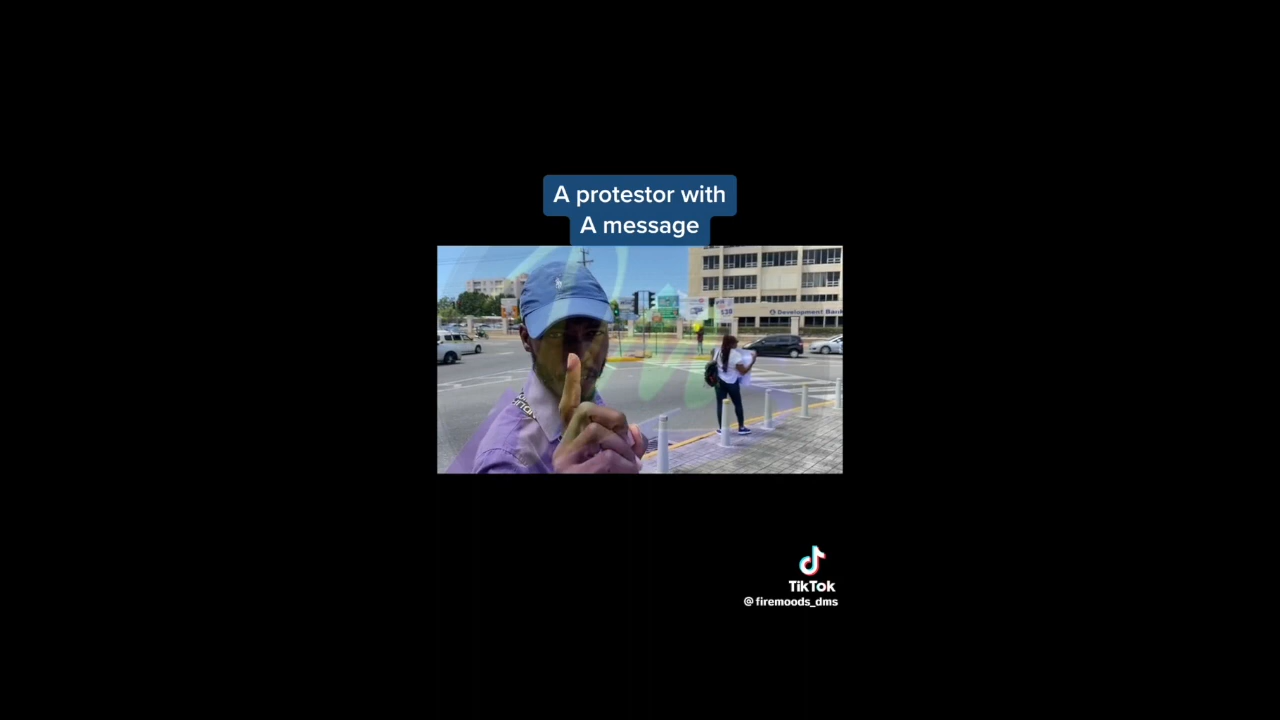 A protestor with
A message
Development Bank
TikTok
@firemoods_dms